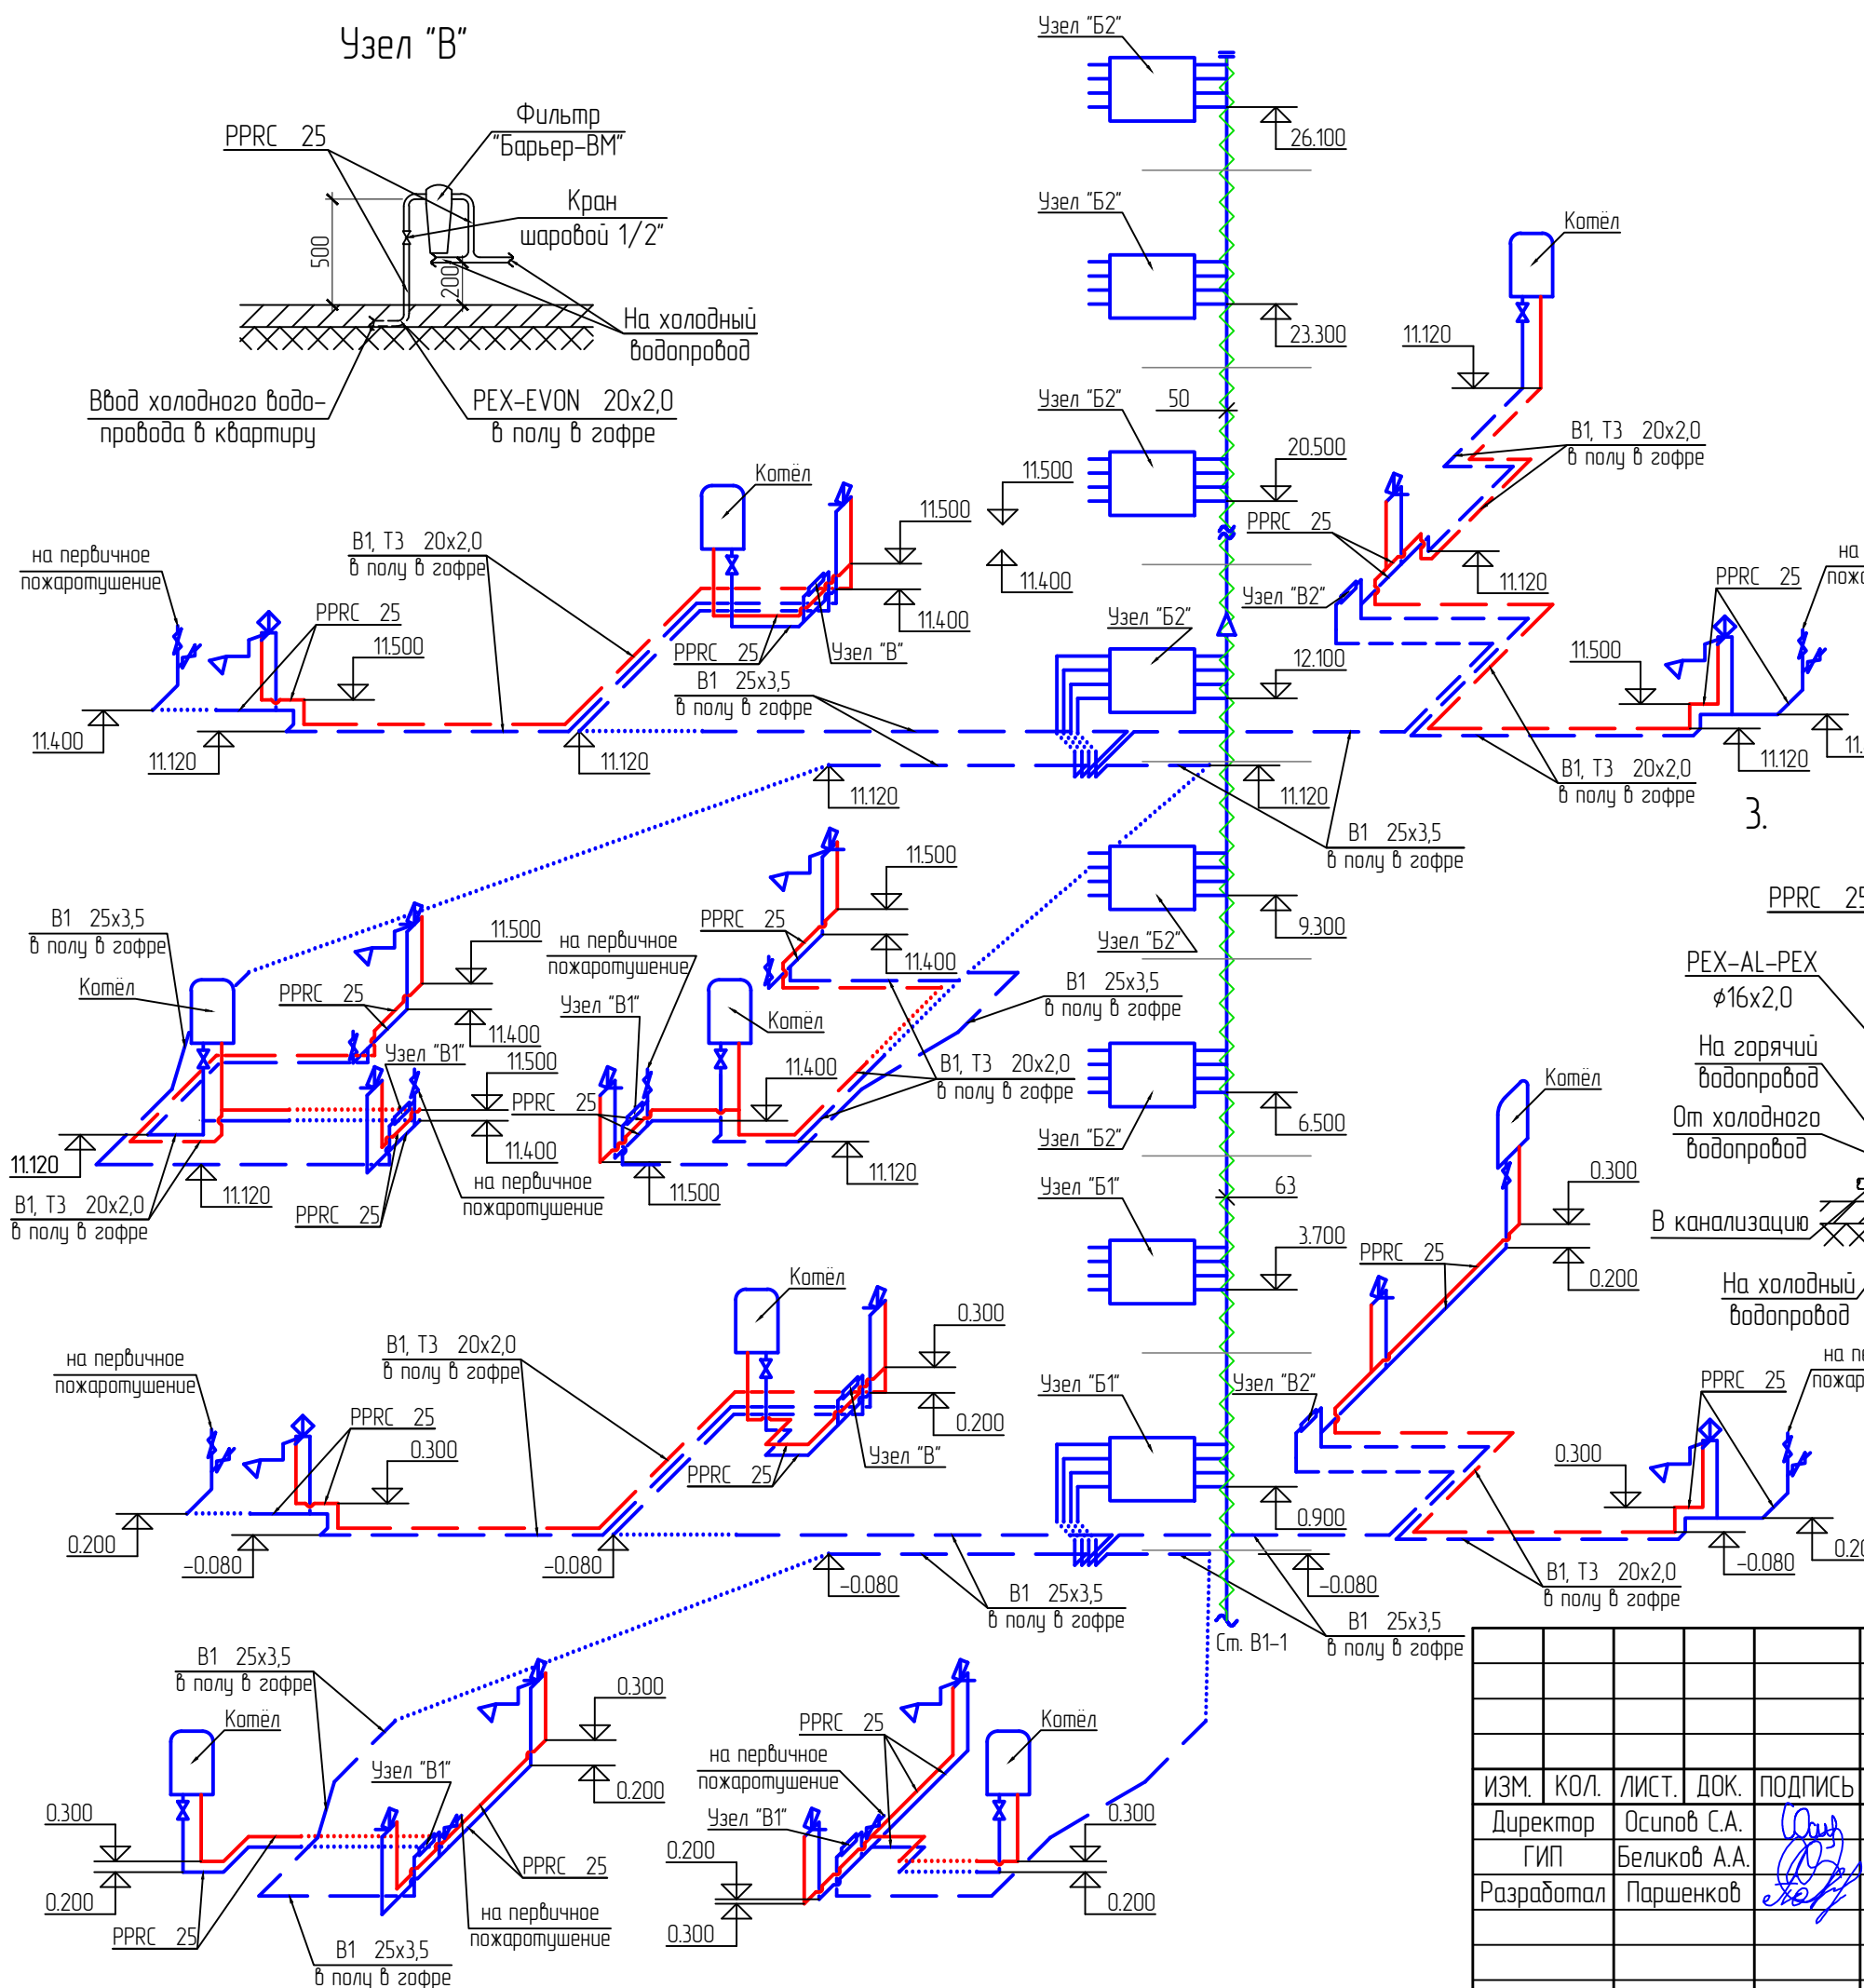 Узел "В"
PPRC 25
Фильтр
"Барьер-ВМ"
Кран
шаровой 1/2"
500
200
На холодный
водопровод
Ввод холодного водо-
провода в квартиру
PEX-EVON 20x2,0
в полу в гофре
Узел "Б2"
26.100
Узел "Б2"
23.300
Узел "Б2"
50
20.500
Узел "Б2"
12.100
Узел "Б2"
9.300
Узел "Б2"
6.500
63
Узел "Б1"
3.700
Узел "Б1"
0.900
Ст. В1-1
Котёл
11.120
В1, Т3 20x2,0
в полу в гофре
PPRC 25
11.120
Узел "В2"
11.500
PPRC 25
на
пожа
11.120
11.
В1, Т3 20x2,0
в полу в гофре
3.
В1 25x3,5
в полу в гофре
11.120
на первичное
пожаротушение
PPRC 25
11.500
11.400
11.120
В1, Т3 20x2,0
в полу в гофре
Котёл
11.500
11.400
Узел "В"
PPRC 25
11.500
11.400
В1 25x3,5
в полу в гофре
11.120
11.120
В1 25x3,5
в полу в гофре
Котёл
PPRC 25
11.500
11.400
Узел "В1"
11.500
11.400
на первичное
пожаротушение
11.120
11.120
В1, Т3 20x2,0
в полу в гофре
PPRC 25
на первичное
пожаротушение
Узел "В1"
PPRC 25
PPRC 25
11.500
11.400
Котёл
11.400
В1 25x3,5
в полу в гофре
В1, Т3 20x2,0
в полу в гофре
11.120
11.500
PPRC 25
PEX-AL-PEX
ϕ16x2,0
На горячий
водопровод
От холодного
водопровод
В канализацию
На холодный
водопровод
Котёл
0.300
0.200
PPRC 25
Узел "В2"
0.300
PPRC 25
на пе
пожар
-0.080
0.20
В1, Т3 20x2,0
в полу в гофре
на первичное
пожаротушение
PPRC 25
0.300
0.200
-0.080
-0.080
В1, Т3 20x2,0
в полу в гофре
Котёл
0.300
0.200
Узел "В"
PPRC 25
-0.080
В1 25x3,5
в полу в гофре
-0.080
В1 25x3,5
в полу в гофре
В1 25x3,5
в полу в гофре
Котёл
Узел "В1"
0.300
0.200
0.300
0.200
PPRC 25
PPRC 25
В1 25x3,5
в полу в гофре
на первичное
пожаротушение
PPRC 25
на первичное
пожаротушение
Узел "В1"
Котёл
0.300
0.200
0.200
0.300
ИЗМ. КОЛ. ЛИСТ. ДОК. ПОДПИСЬ
Директор Осипов С.А.
ГИП Беликов А.А.
Разработал Паршенков